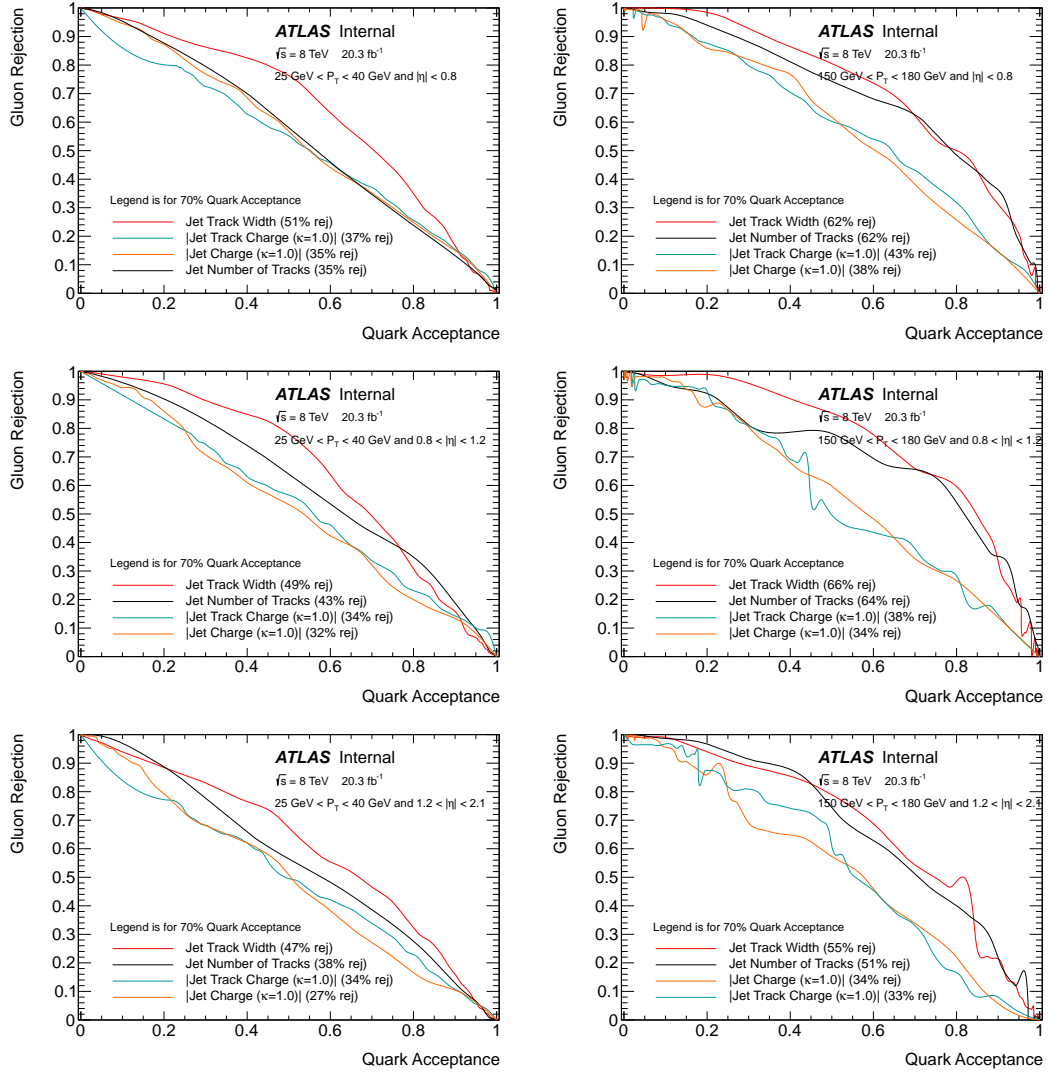 Gluon Rejection
1
0.9
0.8
0.7
0.6
0.5
0.4
0.3
0.2
0.1
0
ATLAS Internal
√s = 8 TeV 20.3 fb-1
25 GeV < PT < 40 GeV and |η| < 0.8
Legend is for 70% Quark Acceptance
Jet Track Width (51% rej)
|Jet Track Charge (κ=1.0)| (37% rej)
|Jet Charge (κ=1.0)| (35% rej)
Jet Number of Tracks (35% rej)
0 0.2 0.4 0.6 0.8 1
Quark Acceptance
Gluon Rejection
1
0.9
0.8
0.7
0.6
0.5
0.4
0.3
0.2
0.1
0
ATLAS Internal
√s = 8 TeV 20.3 fb-1
150 GeV < PT < 180 GeV and |η| < 0.8
Legend is for 70% Quark Acceptance
Jet Track Width (62% rej)
Jet Number of Tracks (62% rej)
|Jet Track Charge (κ=1.0)| (43% rej)
|Jet Charge (κ=1.0)| (38% rej)
0 0.2 0.4 0.6 0.8 1
Quark Acceptance
Gluon Rejection
1
0.9
0.8
0.7
0.6
0.5
0.4
0.3
0.2
0.1
0
ATLAS Internal
√s = 8 TeV 20.3 fb-1
25 GeV < PT < 40 GeV and 0.8 < |η| < 1.2
Legend is for 70% Quark Acceptance
Jet Track Width (49% rej)
Jet Number of Tracks (43% rej)
|Jet Track Charge (κ=1.0)| (34% rej)
|Jet Charge (κ=1.0)| (32% rej)
0 0.2 0.4 0.6 0.8 1
Quark Acceptance
Gluon Rejection
1
0.9
0.8
0.7
0.6
0.5
0.4
0.3
0.2
0.1
0
ATLAS Internal
√s = 8 TeV 20.3 fb-1
150 GeV < PT < 180 GeV and 0.8 < |η| < 1.2
Legend is for 70% Quark Acceptance
Jet Track Width (66% rej)
Jet Number of Tracks (64% rej)
|Jet Track Charge (κ=1.0)| (38% rej)
|Jet Charge (κ=1.0)| (34% rej)
0 0.2 0.4 0.6 0.8 1
Quark Acceptance
Gluon Rejection
1
0.9
0.8
0.7
0.6
0.5
0.4
0.3
0.2
0.1
0
ATLAS Internal
√s = 8 TeV 20.3 fb-1
25 GeV < PT < 40 GeV and 1.2 < |η| < 2.1
Legend is for 70% Quark Acceptance
Jet Track Width (47% rej)
Jet Number of Tracks (38% rej)
|Jet Track Charge (κ=1.0)| (34% rej)
|Jet Charge (κ=1.0)| (27% rej)
0 0.2 0.4 0.6 0.8 1
Quark Acceptance
Gluon Rejection
1
0.9
0.8
0.7
0.6
0.5
0.4
0.3
0.2
0.1
0
ATLAS Internal
√s = 8 TeV 20.3 fb-1
150 GeV < PT < 180 GeV and 1.2 < |η| < 2.1
Legend is for 70% Quark Acceptance
Jet Track Width (55% rej)
Jet Number of Tracks (51% rej)
|Jet Charge (κ=1.0)| (34% rej)
|Jet Track Charge (κ=1.0)| (33% rej)
0 0.2 0.4 0.6 0.8 1
Quark Acceptance